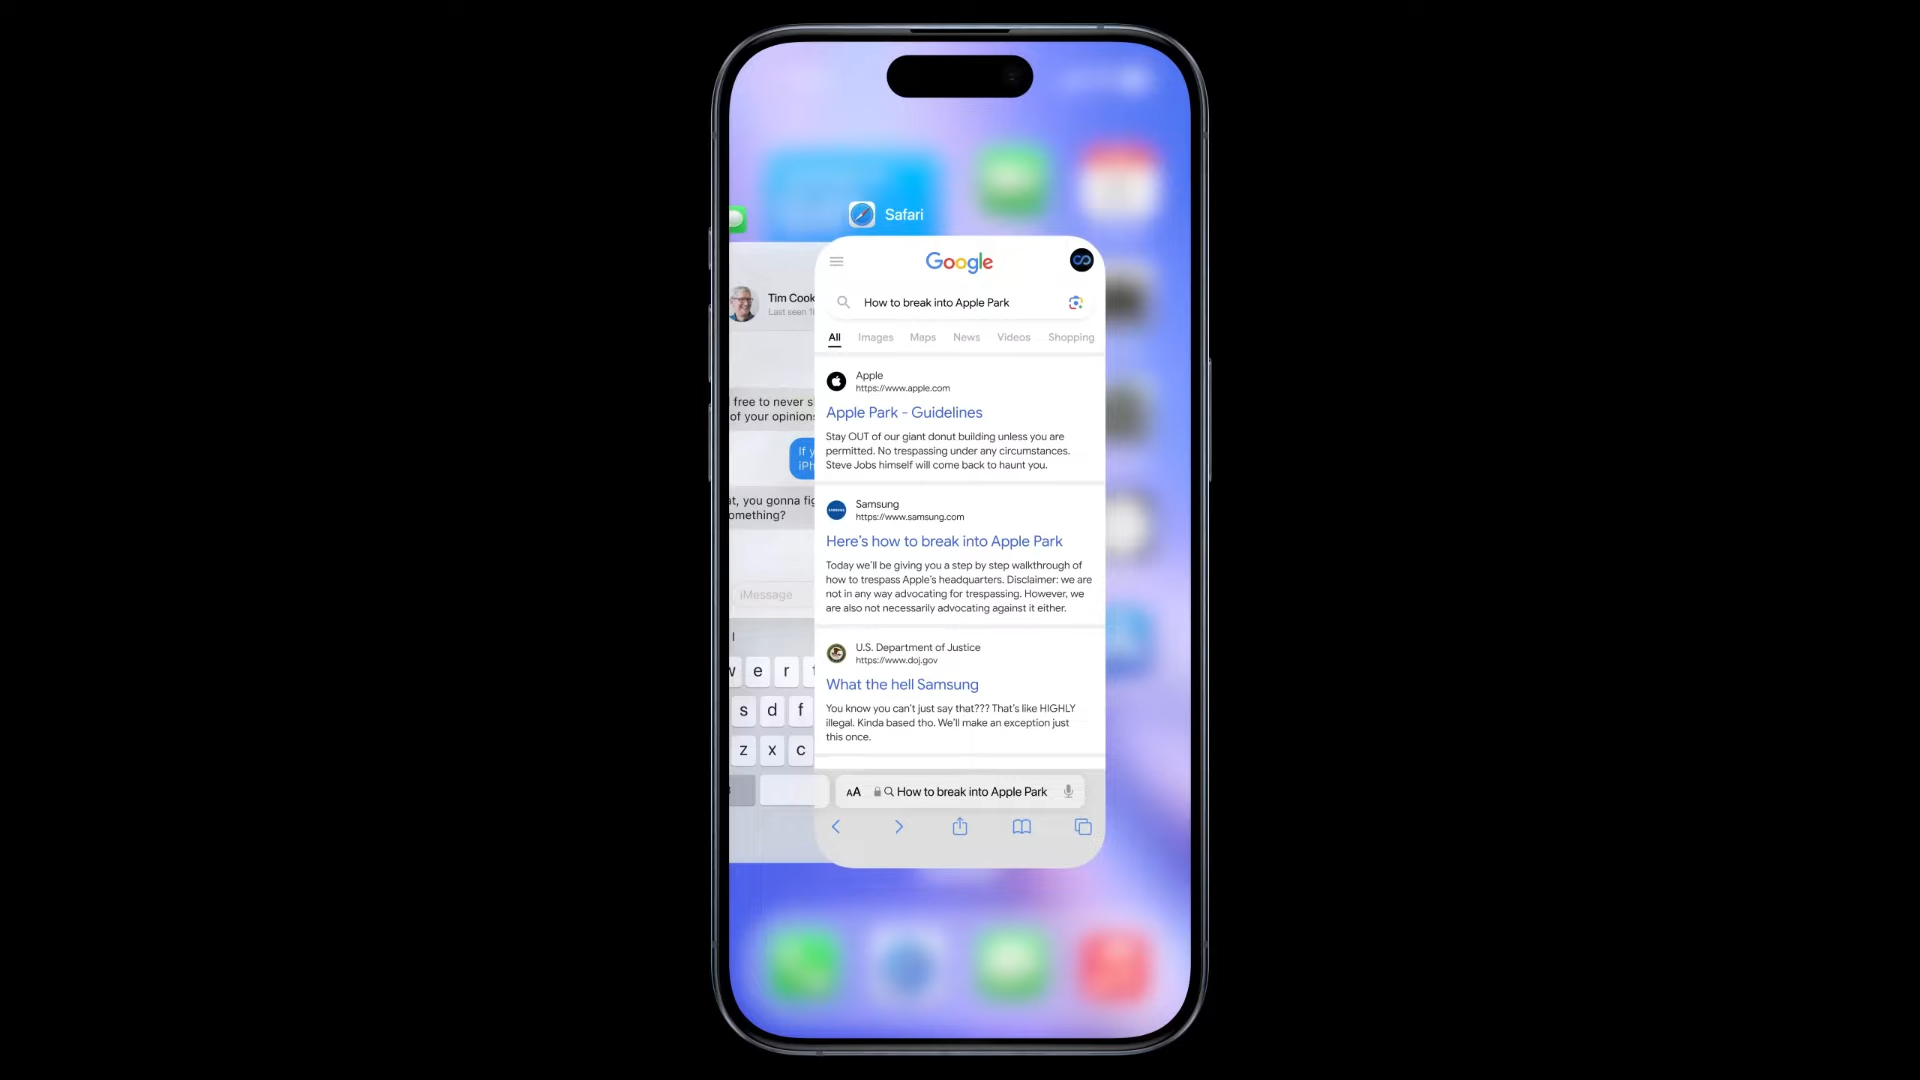 Safari
Google
How to break into Apple Park
All Images Maps News Videos Shopping
Apple
https://www.apple.com
Apple Park - Guidelines
Stay OUT of our giant donut building unless you are
permitted. No trespassing under any circumstances.
Steve Jobs himself will come back to haunt you.
Samsung
https://www.samsung.com
Here's how to break into Apple Park
Today we'll be giving you a step by step walkthrough of
how to trespass Apple's headquarters. Disclaimer: we are
not in any way advocating for trespassing. However, we
are also not necessarily advocating against it either.
U.S. Department of Justice
https://www.doj.gov
What the hell Samsung
You know you can't just say that??? That's like HIGHLY
illegal. Kinda based tho. We'll make an exception just
this once.
AA How to break into Apple Park
Tim Cook
Last seen
free to never
of your opinions
If
you gonna
something?
iMessage
I
w e r
s d f
z x c